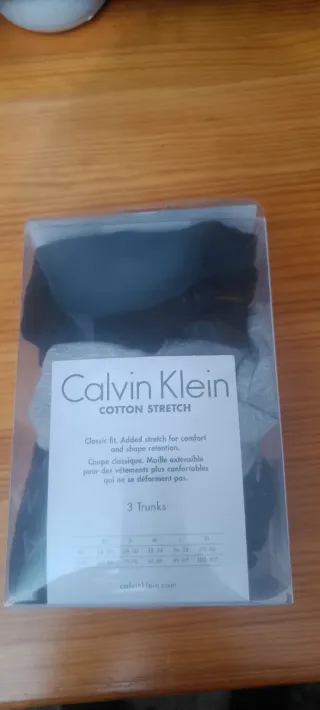 Calvin Klein
COTTON STRETCH
Classic fit. Added stretch for comfort
and shape retention.
Coupe classique. Maille extensible
pour des vêtements plus confortables
qui ne se déforment pas.
3 Trunks
S M L XL
calvinklein.com